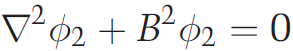 ∇²ϕ₂ + B²ϕ₂ = 0